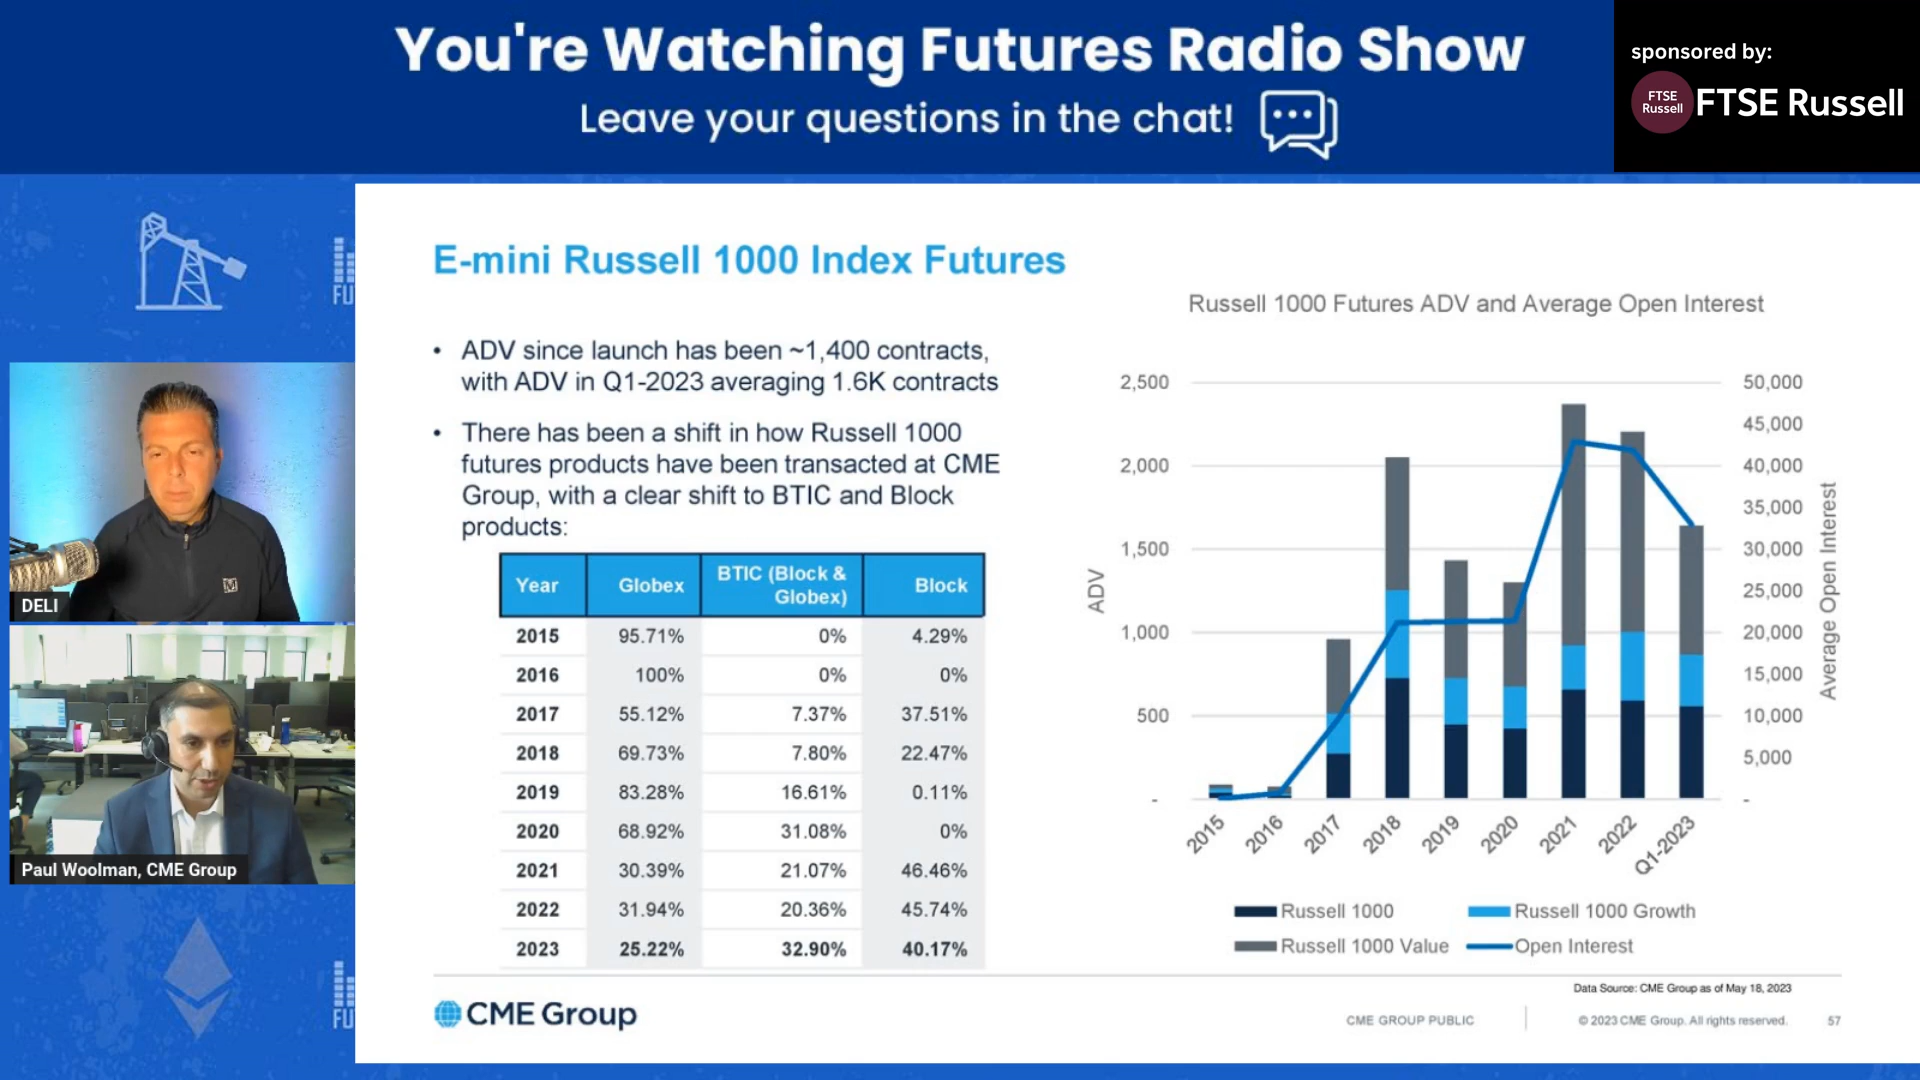 You're Watching Futures Radio Show
Leave your questions in the chat!
sponsored by:
FTSE
Russell
FTSE Russell
FU
DELI
Paul Woolman, CME Group
FU
E-mini Russell 1000 Index Futures
• ADV since launch has been ~1,400 contracts,
with ADV in Q1-2023 averaging 1.6K contracts
• There has been a shift in how Russell 1000
futures products have been transacted at CME
Group, with a clear shift to BTIC and Block
products:
Year Globex BTIC (Block & Globex) Block
2015 95.71% 0% 4.29%
2016 100% 0% 0%
2017 55.12% 7.37% 37.51%
2018 69.73% 7.80% 22.47%
2019 83.28% 16.61% 0.11%
2020 68.92% 31.08% 0%
2021 30.39% 21.07% 46.46%
2022 31.94% 20.36% 45.74%
2023 25.22% 32.90% 40.17%
Russell 1000 Futures ADV and Average Open Interest
2,500
2,000
1,500
1,000
500
-
ADV
50,000
45,000
40,000
35,000
30,000
25,000
20,000
15,000
10,000
5,000
-
Average Open Interest
2015 2016 2017 2018 2019 2020 2021 2022 Q1-2023
Russell 1000 Russell 1000 Growth
Russell 1000 Value Open Interest
Data Source: CME Group as of May 18, 2023
CME Group
CME GROUP PUBLIC © 2023 CME Group. All rights reserved. 57